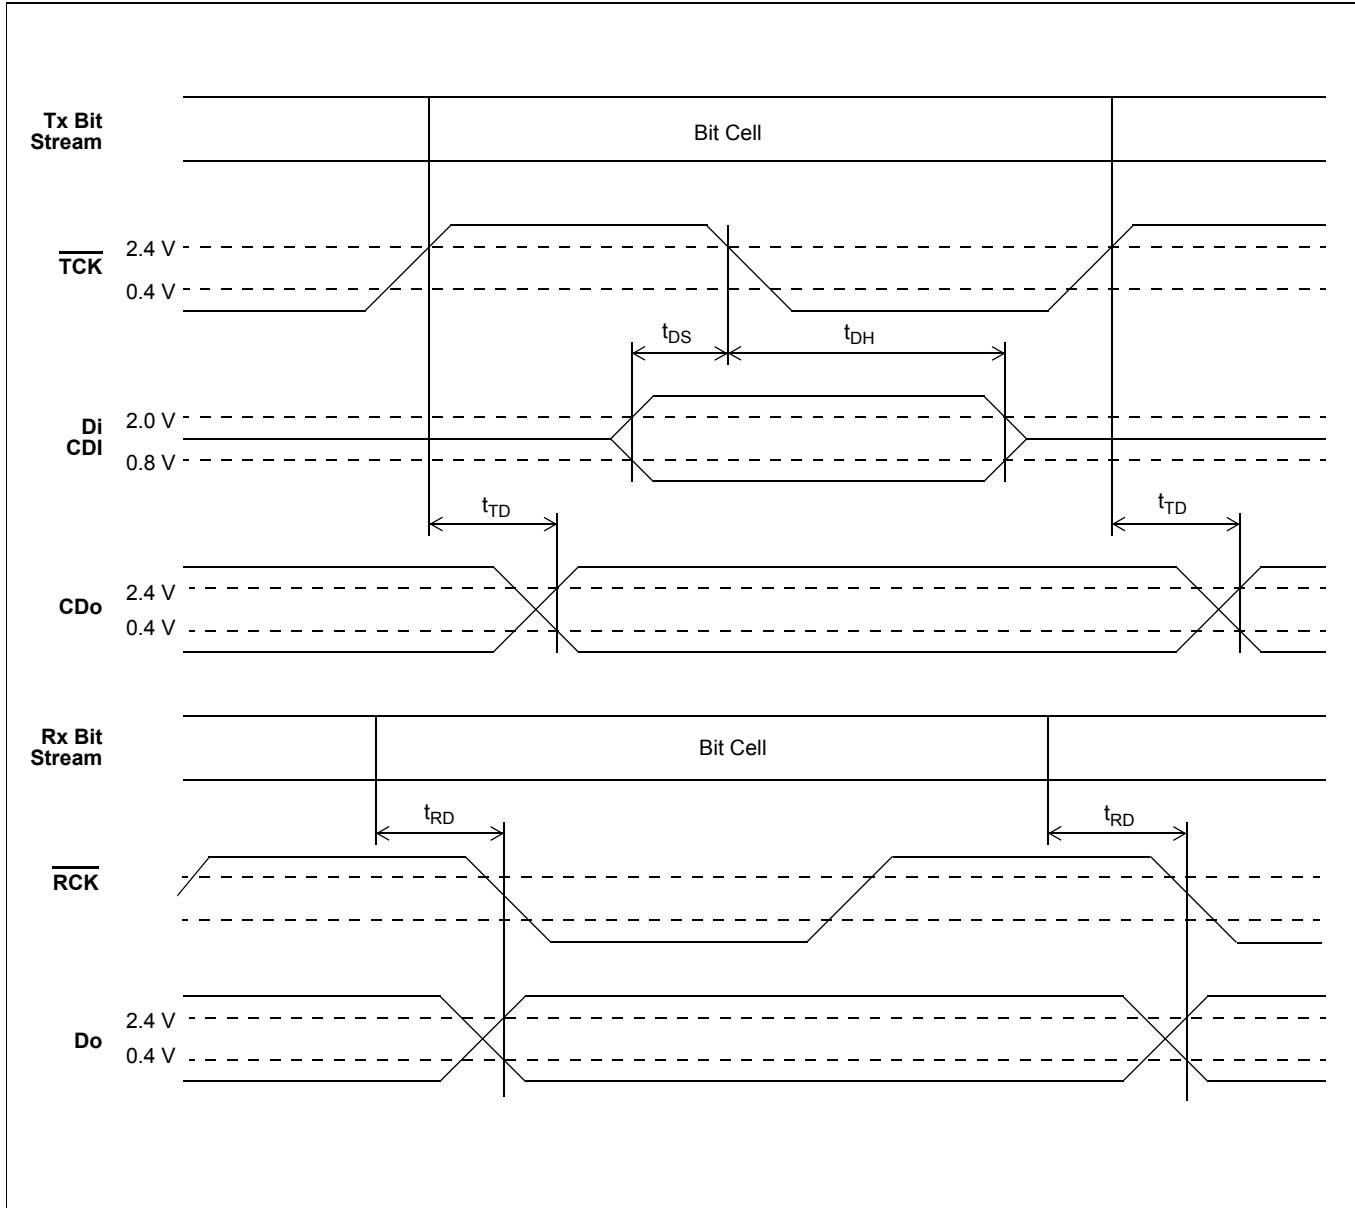 Tx Bit
Stream
Bit Cell
TCK
2.4 V
0.4 V
tDS
tDH
Di
CDI
2.0 V
0.8 V
tTD
tTD
CDo
2.4 V
0.4 V
Rx Bit
Stream
Bit Cell
tRD
tRD
RCK
Do
2.4 V
0.4 V